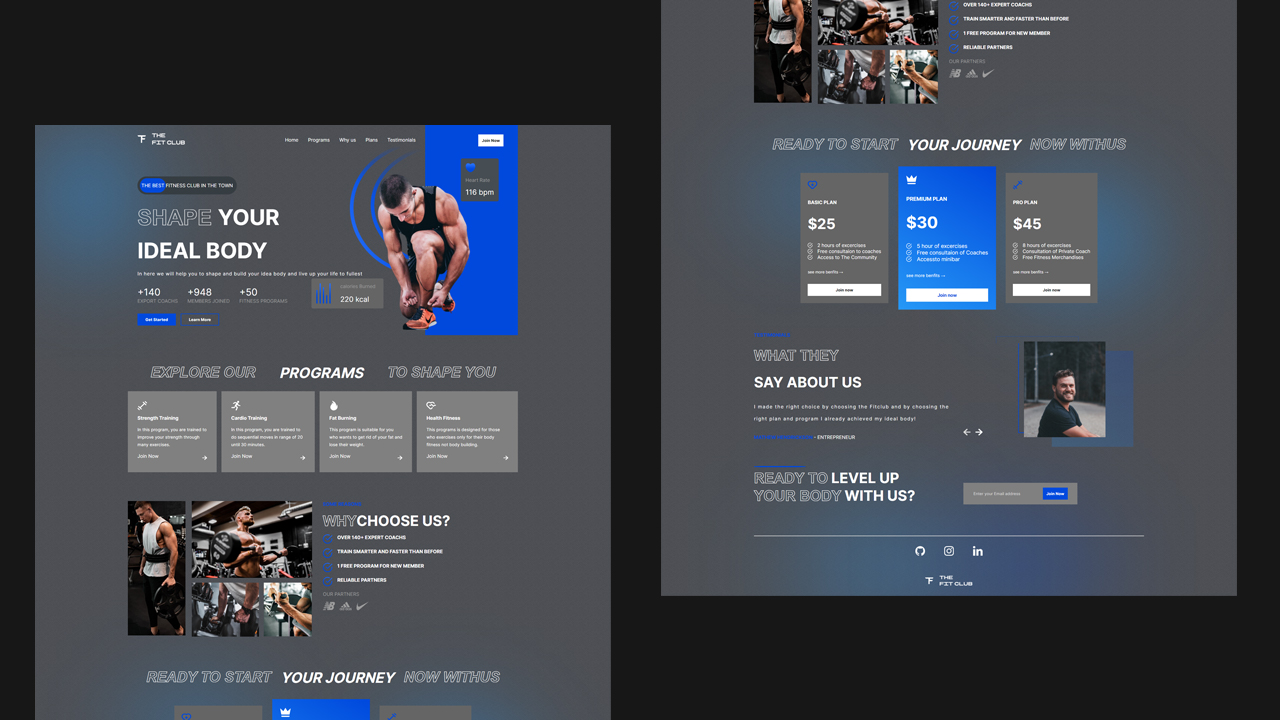 THE
FIT CLUB
Home Programs Why us Plans Testimonials
Join Now
THE BEST FITNESS CLUB IN THE TOWN
Heart Rate
116 bpm
SHAPE YOUR
IDEAL BODY
In here we will help you to shape and build your idea body and live up your life to fullest
+140 +948 +50
EXPORT COACHS MEMBERS JOINED FITNESS PROGRAMS
220 kcal
Get Started Learn More
EXPLORE OUR PROGRAMS TO SHAPE YOU
Strength Training
In this program, you are trained to
improve your strength through
many exercises.
Join Now
Cardio Training
In this program, you are trained to
do sequential moves in range of 20
until 30 minutes.
Join Now
Fat Burning
This program is suitable for you
who wants to get rid of your fat and
lose their weight.
Join Now
Health Fitness
This programs is designed for those
who exercises only for their body
fitness not body building.
Join Now
WHYCHOOSE US?
OVER 140+ EXPERT COACHS
TRAIN SMARTER AND FASTER THAN BEFORE
1 FREE PROGRAM FOR NEW MEMBER
RELIABLE PARTNERS
OUR PARTNERS
NB
READY TO START YOUR JOURNEY NOW WITHUS
OVER 140+ EXPERT COACHS
TRAIN SMARTER AND FASTER THAN BEFORE
1 FREE PROGRAM FOR NEW MEMBER
RELIABLE PARTNERS
OUR PARTNERS
NB
READY TO START YOUR JOURNEY NOW WITHUS
BASIC PLAN
$25
2 hours of excercises
Free consultaion to coaches
Access to The Community
see more benifits →
Join now
PREMIUM PLAN
$30
5 hour of excercises
Free consultaion of Coaches
Accessto minibar
see more benifits →
Join now
PRO PLAN
$45
8 hours of excercises
Consultation of Private Coach
Free Fitness Merchandises
see more benifits →
Join now
WHAT THEY
SAY ABOUT US
I made the right choice by choosing the Fitclub and by choosing the
right plan and program I already achieved my ideal body!
- ENTREPRENEUR
READY TO LEVEL UP
YOUR BODY WITH US?
Enter your Email address
Join Now
THE
FIT CLUB